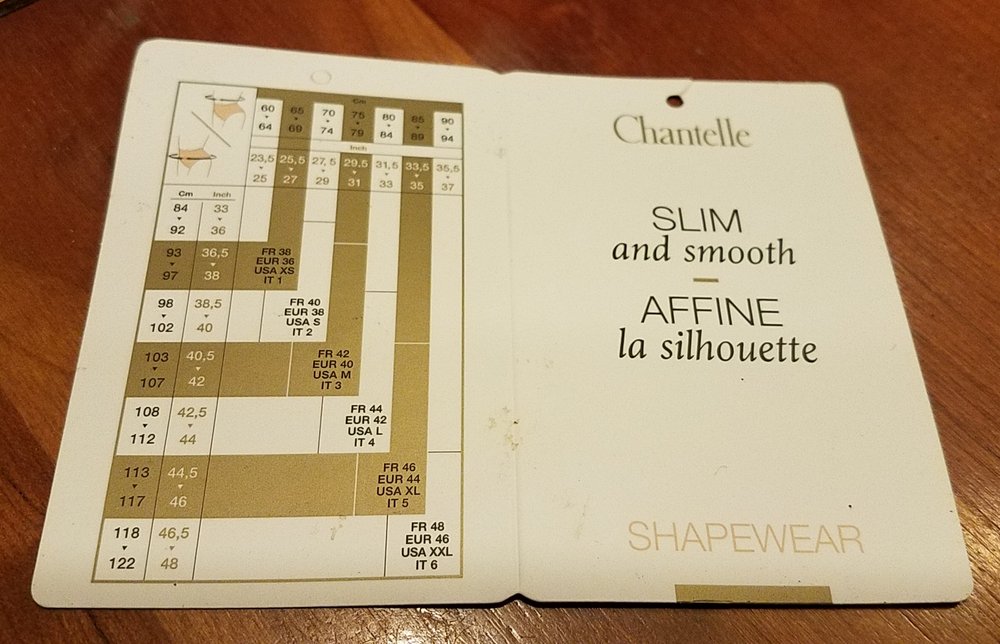 Cm
60 65 70 75 80 85 90
64 69 74 79 84 89 94
Inch
23,5 25,5 27,5 29.5 31,5 33,5 35,5
25 27 29 31 33 35 37
Cm Inch
84 33
92 36
93 36,5
97 38
FR 38
EUR 36
USA XS
IT 1
98 38,5
102 40
FR 40
EUR 38
USA S
IT 2
103 40,5
107 42
FR 42
EUR 40
USA M
IT 3
108 42,5
112 44
FR 44
EUR 42
USA L
IT 4
113 44,5
117 46
FR 46
EUR 44
USA XL
IT 5
118 46,5
122 48
FR 48
EUR 46
USA XXL
IT 6
Chantelle
SLIM
and smooth
AFFINE
la silhouette
SHAPEWEAR